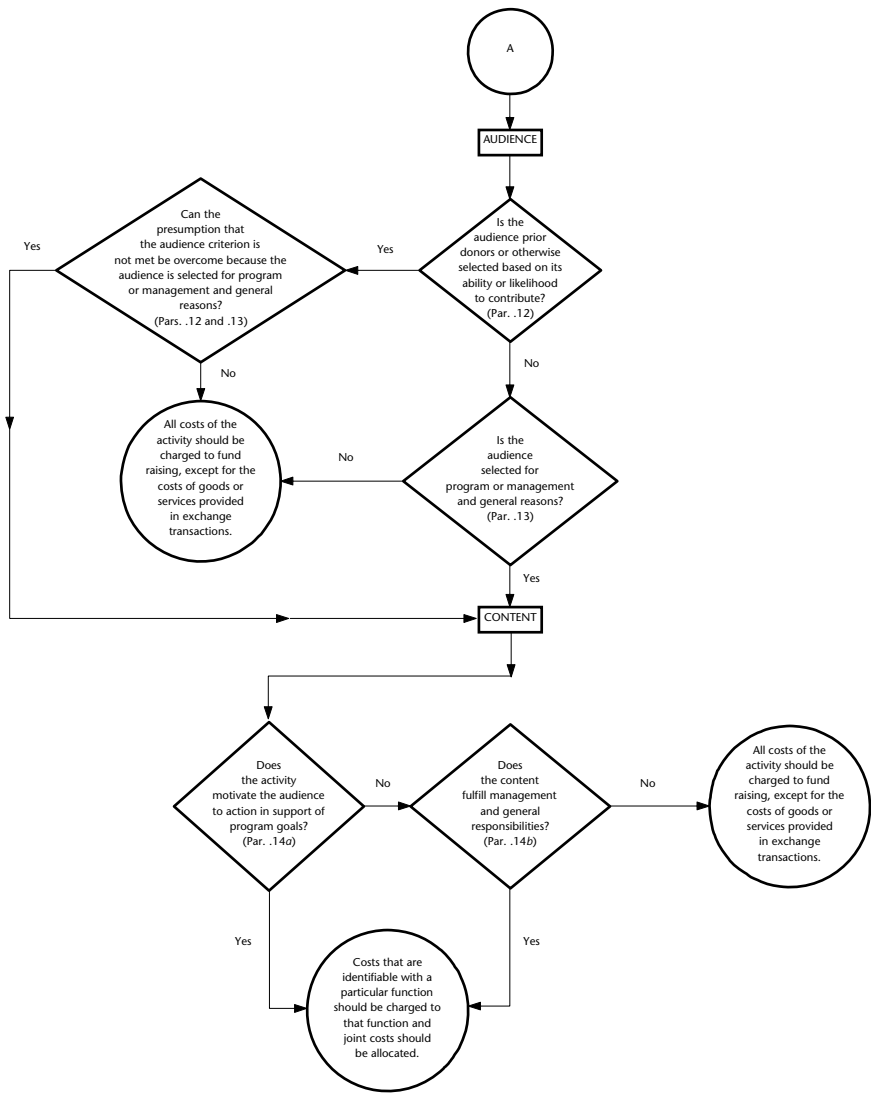 A
AUDIENCE
Is the
audience prior
donors or otherwise
selected based on its
ability or likelihood
to contribute?
(Par. .12)
Yes
Can the
presumption that
the audience criterion is
not met be overcome because the
audience is selected for program
or management and general
reasons?
(Pars. .12 and .13)
Yes
No
No
All costs of the
activity should be
charged to fund
raising, except for the
costs of goods or
services provided
in exchange
transactions.
No
Is the
audience
selected for
program or management
and general reasons?
(Par. .13)
Yes
CONTENT
Does
the activity
motivate the audience
to action in support of
program goals?
(Par. .14a)
No
Does
the content
fulfill management
and general
responsibilities?
(Par. .14b)
No
All costs of the
activity should be
charged to fund
raising, except for the
costs of goods or
services provided
in exchange
transactions.
Yes
Yes
Costs that are
identifiable with a
particular function
should be charged to
that function and
joint costs should
be allocated.